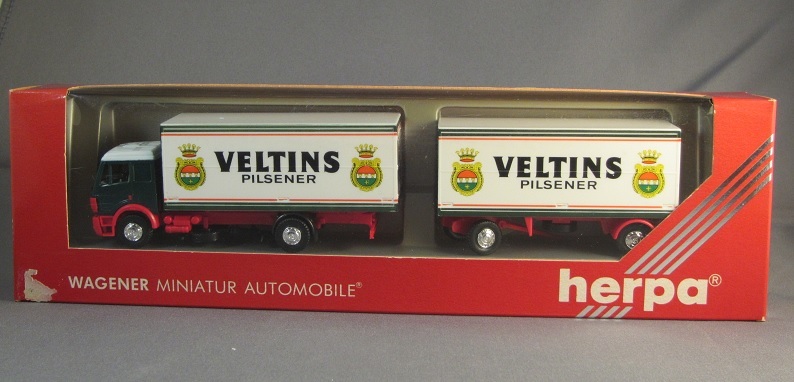 VELTINS
PILSENER
VELTINS
PILSENER
WAGENER MINIATUR AUTOMOBILE®
herpa®